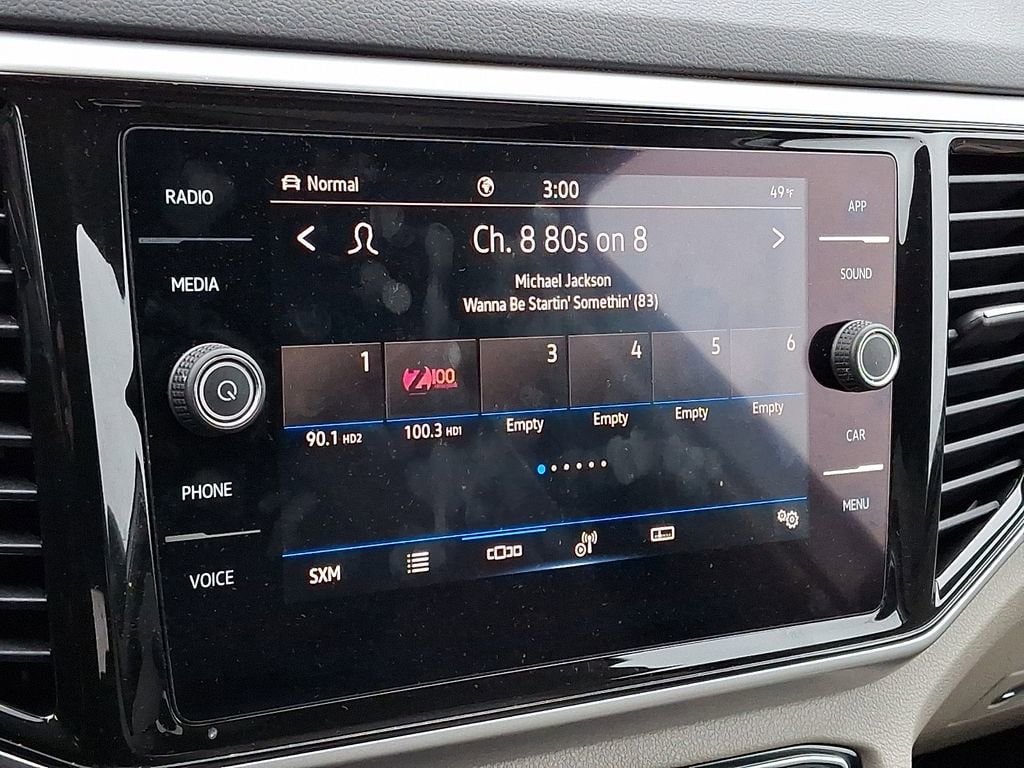 RADIO
MEDIA
PHONE
VOICE
Normal
3:00
49°F
Ch. 8 80s on 8
Michael Jackson
Wanna Be Startin' Somethin' (83)
1
Z100
3
4
5
6
90.1 HD2
100.3 HD1
Empty
Empty
Empty
Empty
SXM
APP
SOUND
CAR
MENU